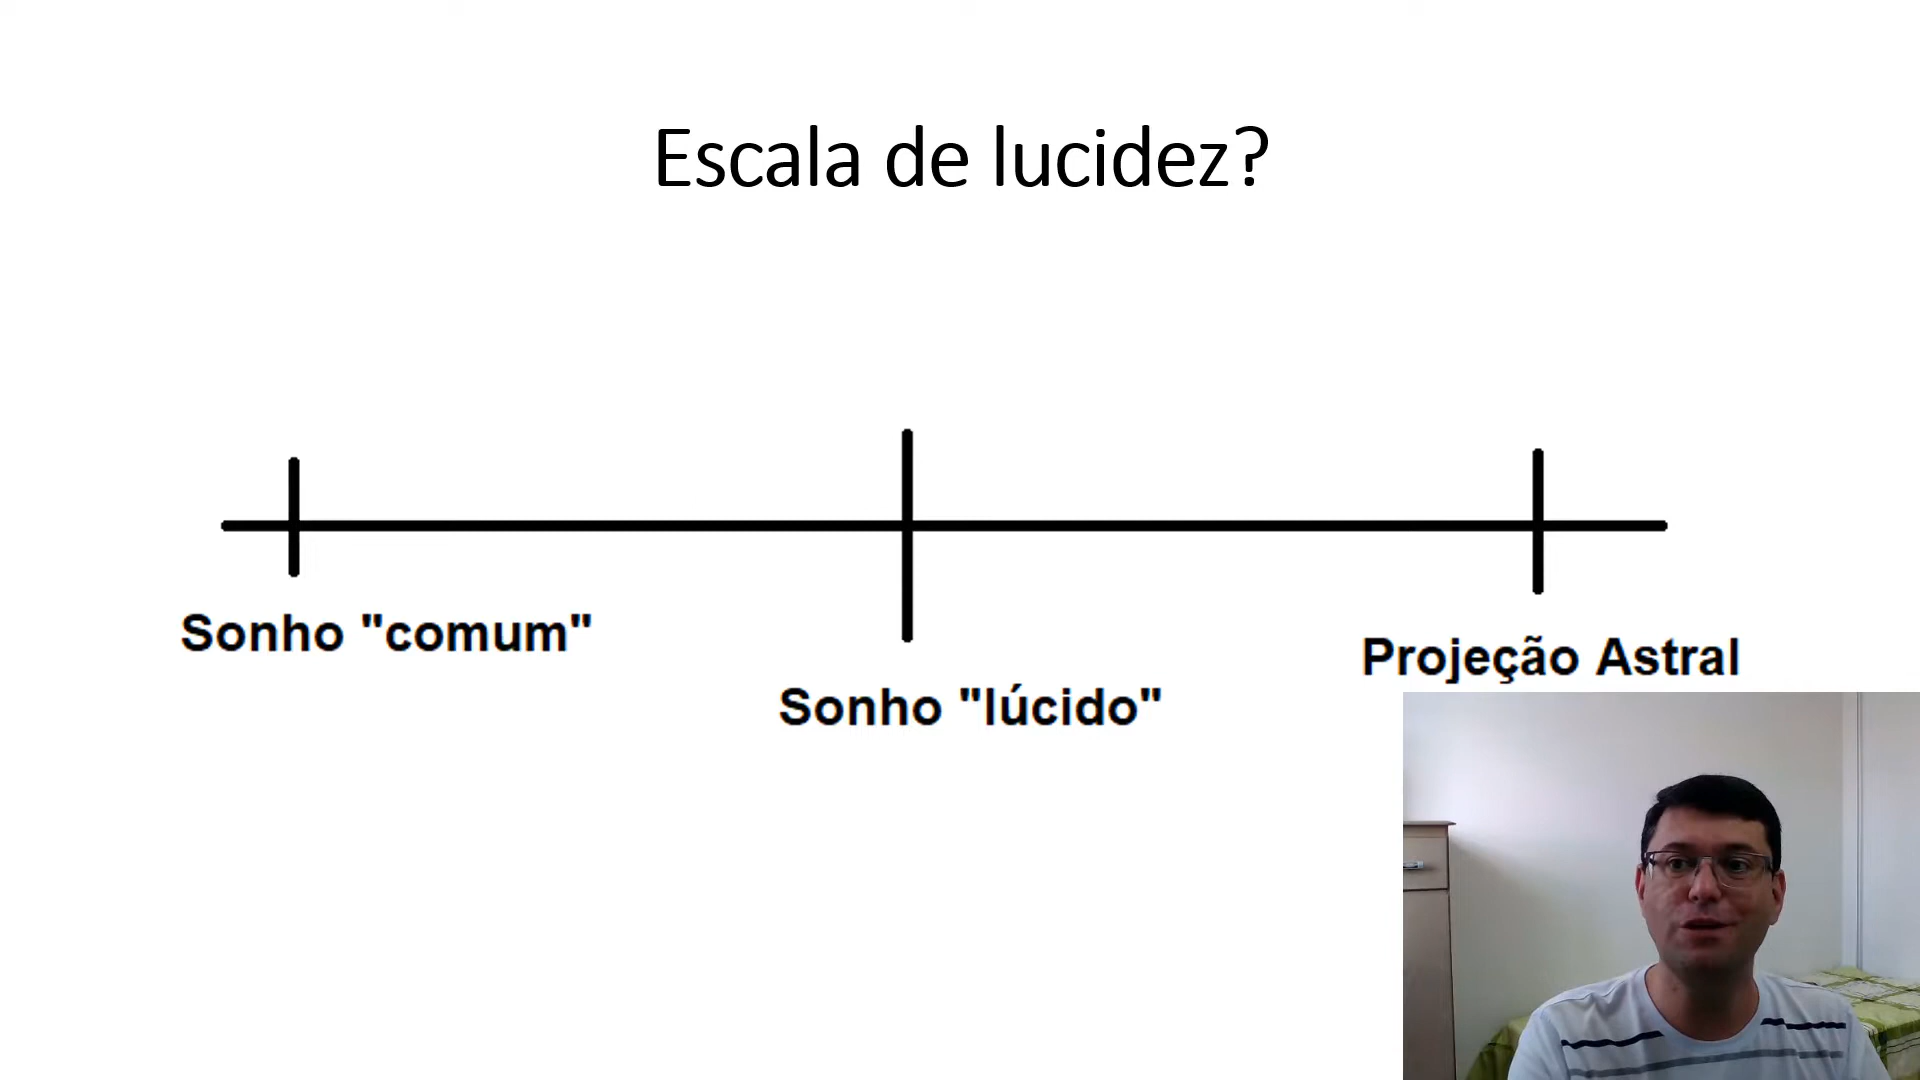 Escala de lucidez?
Sonho "comum"
Sonho "lúcido"
Projeção Astral